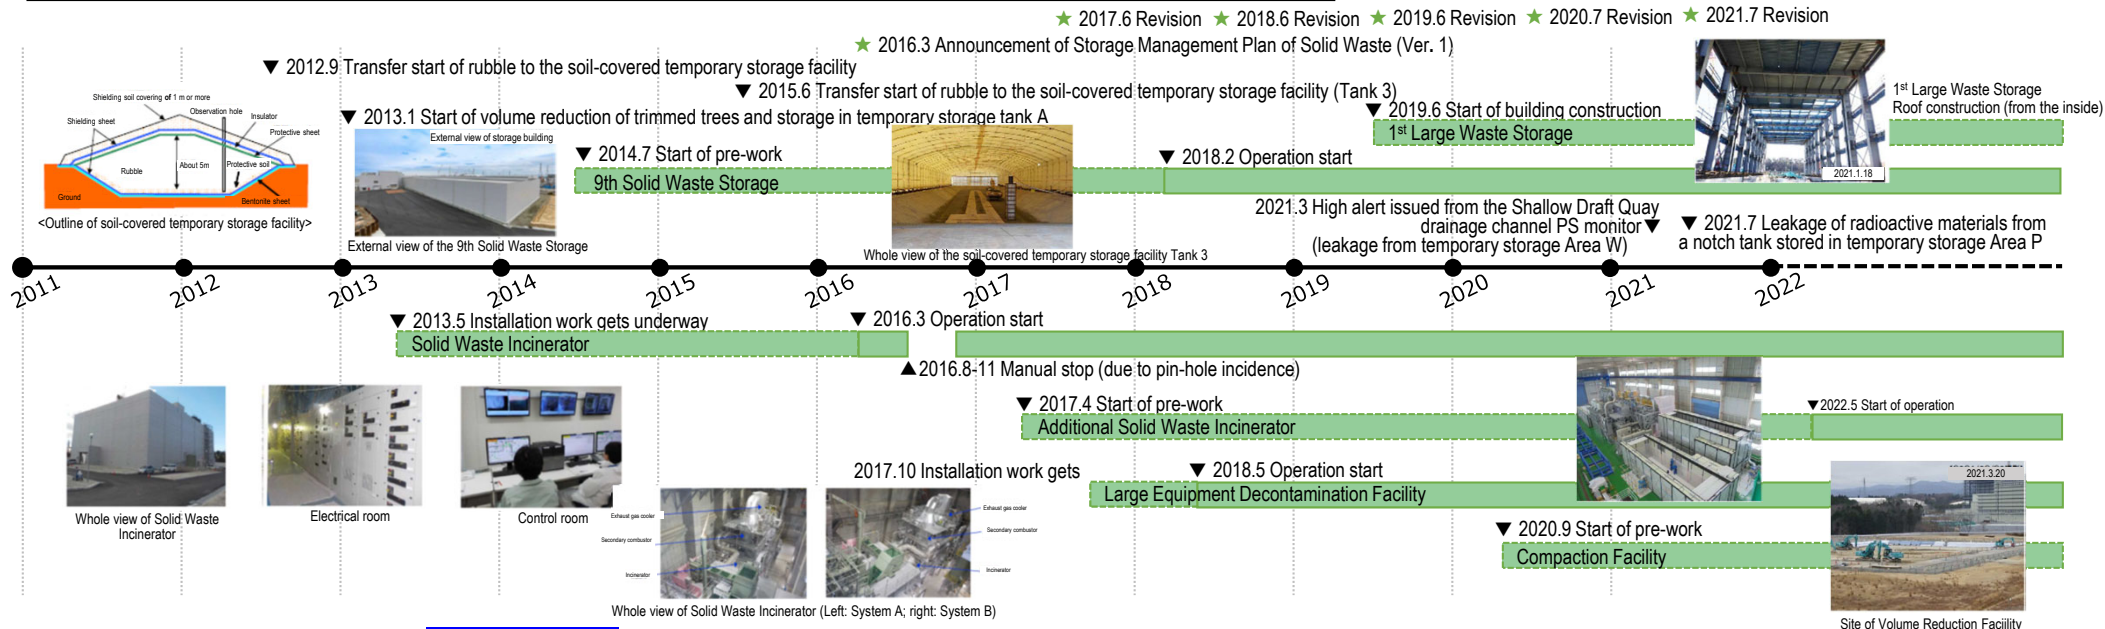 ★ 2017.6 Revision ★ 2018.6 Revision ★ 2019.6 Revision ★ 2020.7 Revision ★ 2021.7 Revision
★ 2016.3 Announcement of Storage Management Plan of Solid Waste (Ver. 1)
▼ 2012.9 Transfer start of rubble to the soil-covered temporary storage facility
▼ 2015.6 Transfer start of rubble to the soil-covered temporary storage facility (Tank 3)
▼ 2013.1 Start of volume reduction of trimmed trees and storage in temporary storage tank A
▼ 2019.6 Start of building construction
1st Large Waste Storage
1st Large Waste Storage
Roof construction (from the inside)
2021.1.18
Shielding soil covering of 1 m or more
Observation hole
Shielding sheet
Insulator
Protective sheet
About 5m
Protective soil
Rubble
Ground
Bentonite sheet
<Outline of soil-covered temporary storage facility>
External view of storage building
External view of the 9th Solid Waste Storage
▼ 2014.7 Start of pre-work
9th Solid Waste Storage
▼ 2018.2 Operation start
Whole view of the soil-covered temporary storage facility Tank 3
2021.3 High alert issued from the Shallow Draft Quay
drainage channel PS monitor ▼
(leakage from temporary storage Area W)
▼ 2021.7 Leakage of radioactive materials from
a notch tank stored in temporary storage Area P
2011
2012
2013
2014
2015
2016
2017
2018
2019
2020
2021
2022
▼ 2013.5 Installation work gets underway
Solid Waste Incinerator
▼ 2016.3 Operation start
▲ 2016.8-11 Manual stop (due to pin-hole incidence)
▼ 2017.4 Start of pre-work
Additional Solid Waste Incinerator
▼ 2022.5 Start of operation
2017.10 Installation work gets
▼ 2018.5 Operation start
Large Equipment Decontamination Facility
▼ 2020.9 Start of pre-work
Compaction Facility
2021.3.20
Site of Volume Reduction Faciility
Whole view of Solid Waste
Incinerator
Electrical room
Control room
Exhaust gas cooler
Secondary combustor
Incinerator
Exhaust gas cooler
Secondary combustor
Incinerator
Whole view of Solid Waste Incinerator (Left: System A; right: System B)